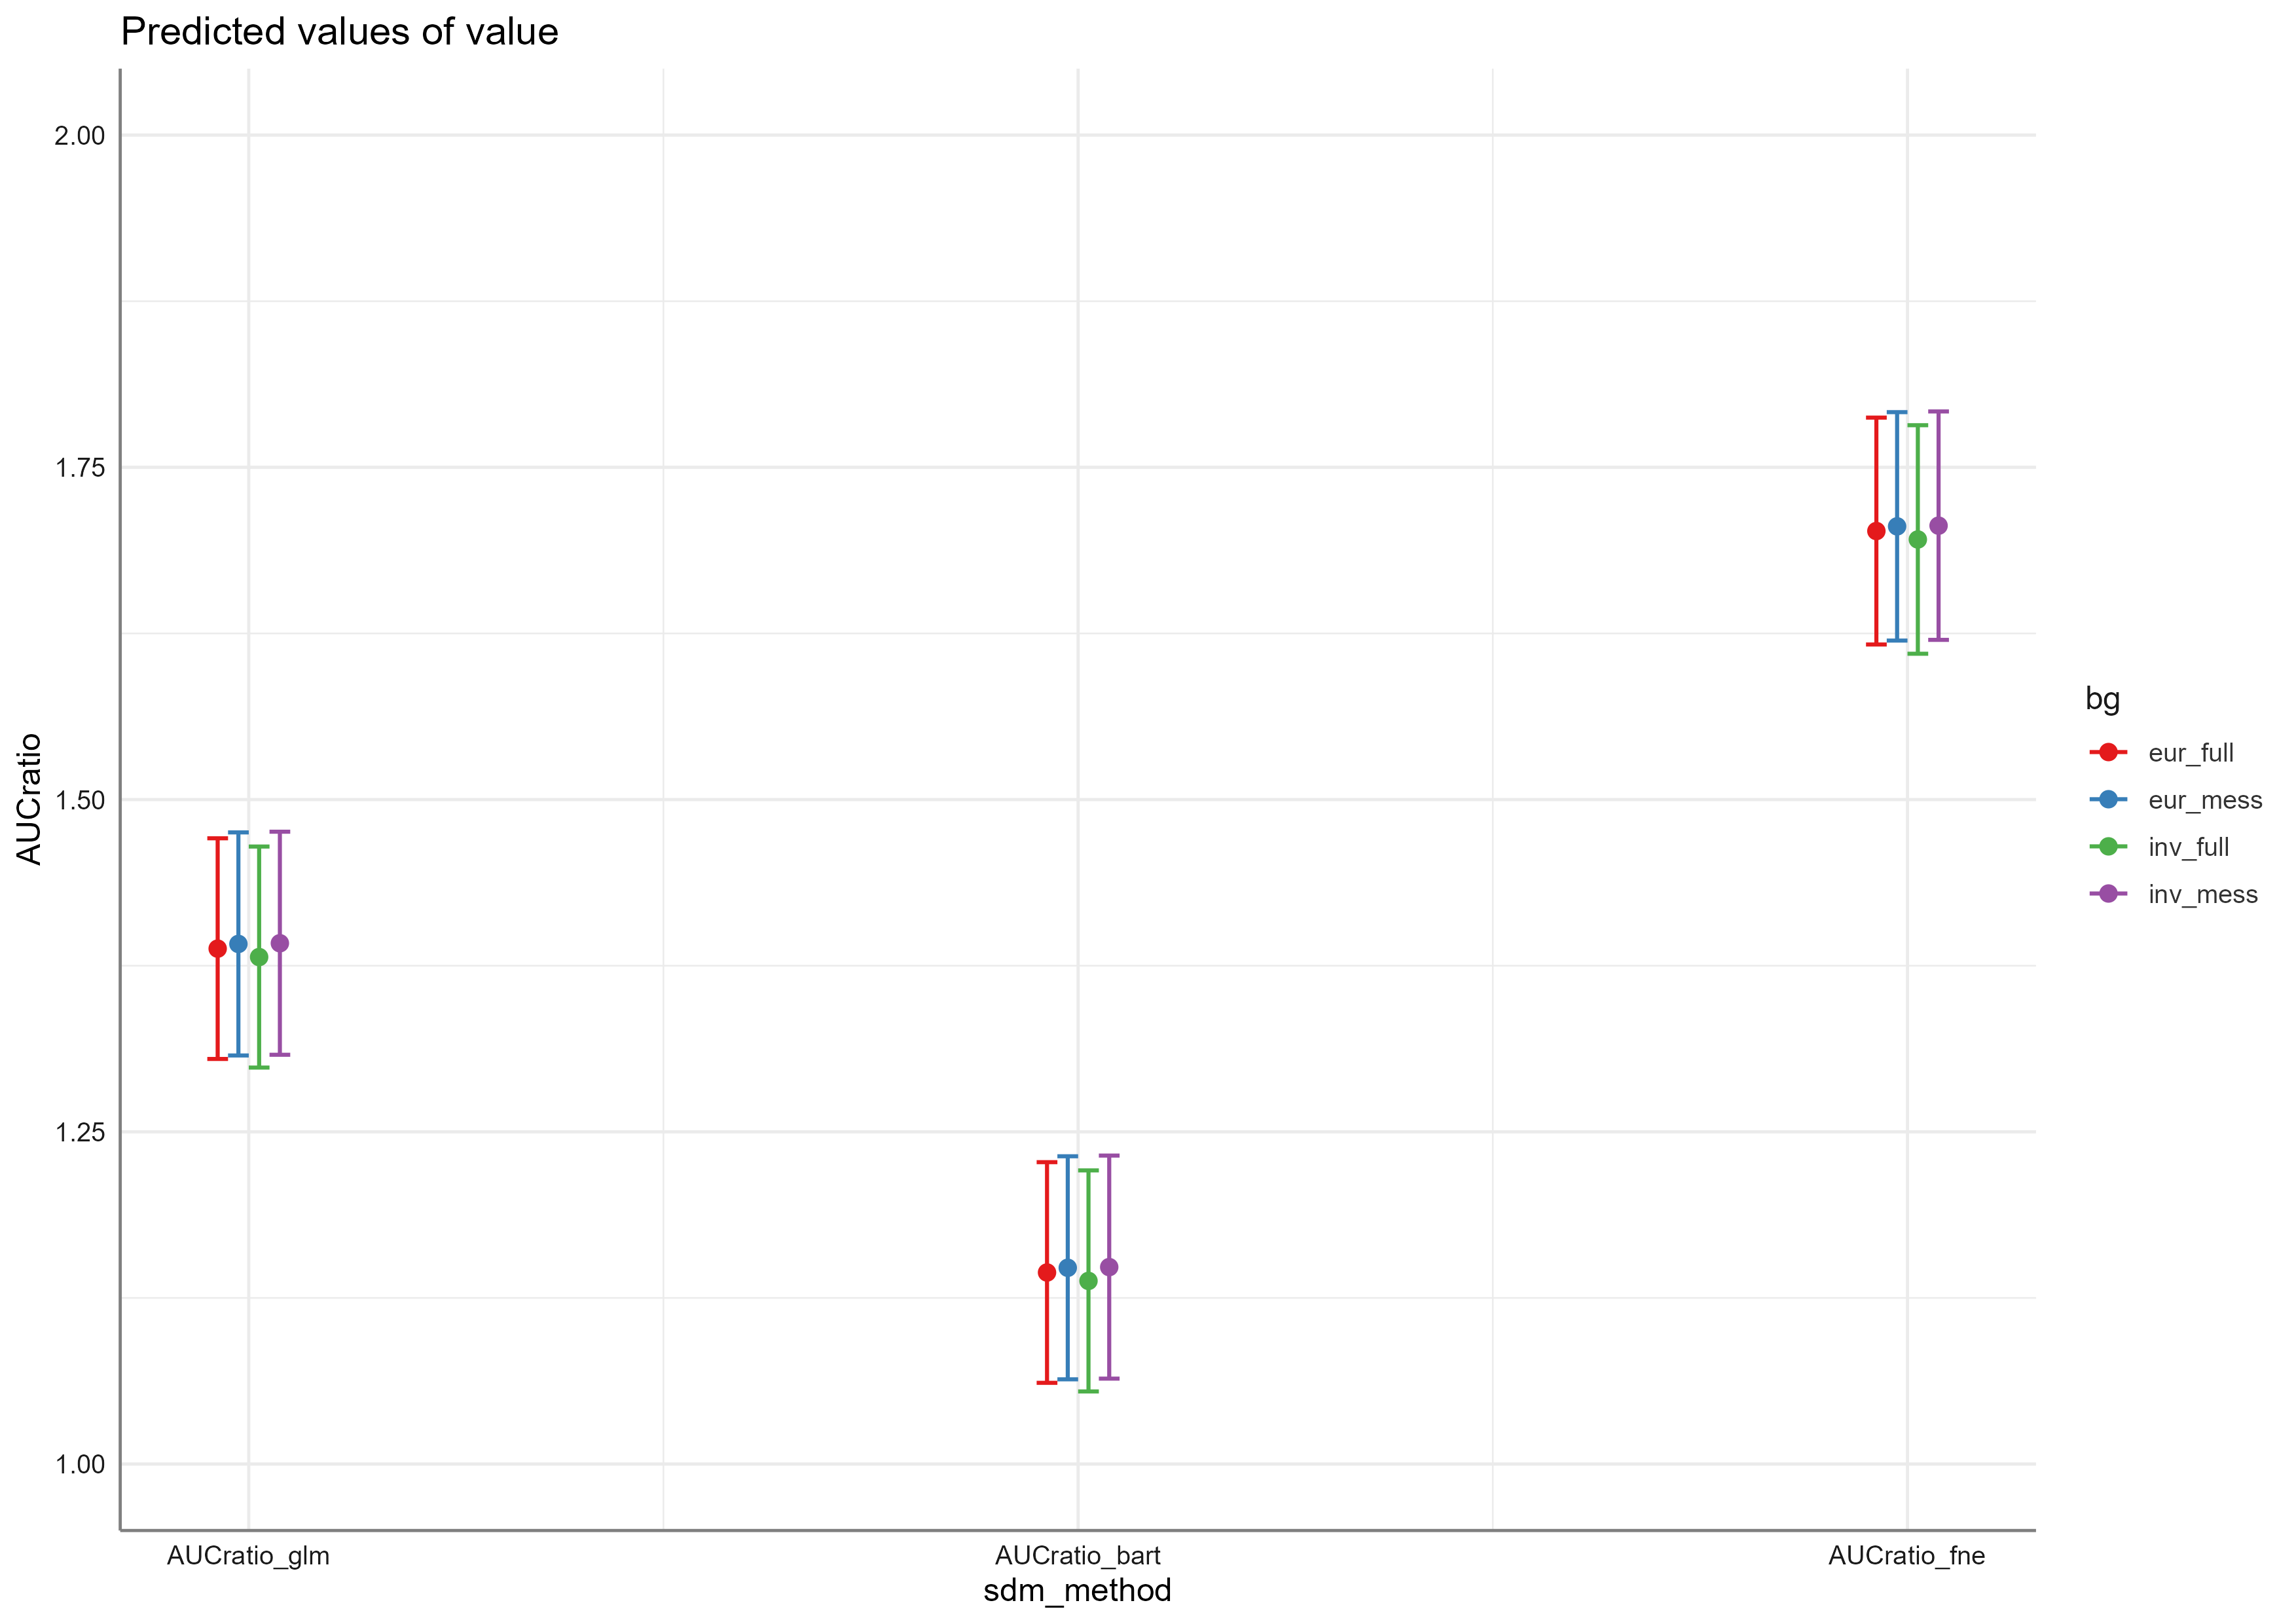 Predicted values of value
2.00
1.75
1.50
1.25
1.00
AUCratio
AUCratio_glm
AUCratio_bart
AUCratio_fne
sdm_method
bg
eur_full
eur_mess
inv_full
inv_mess